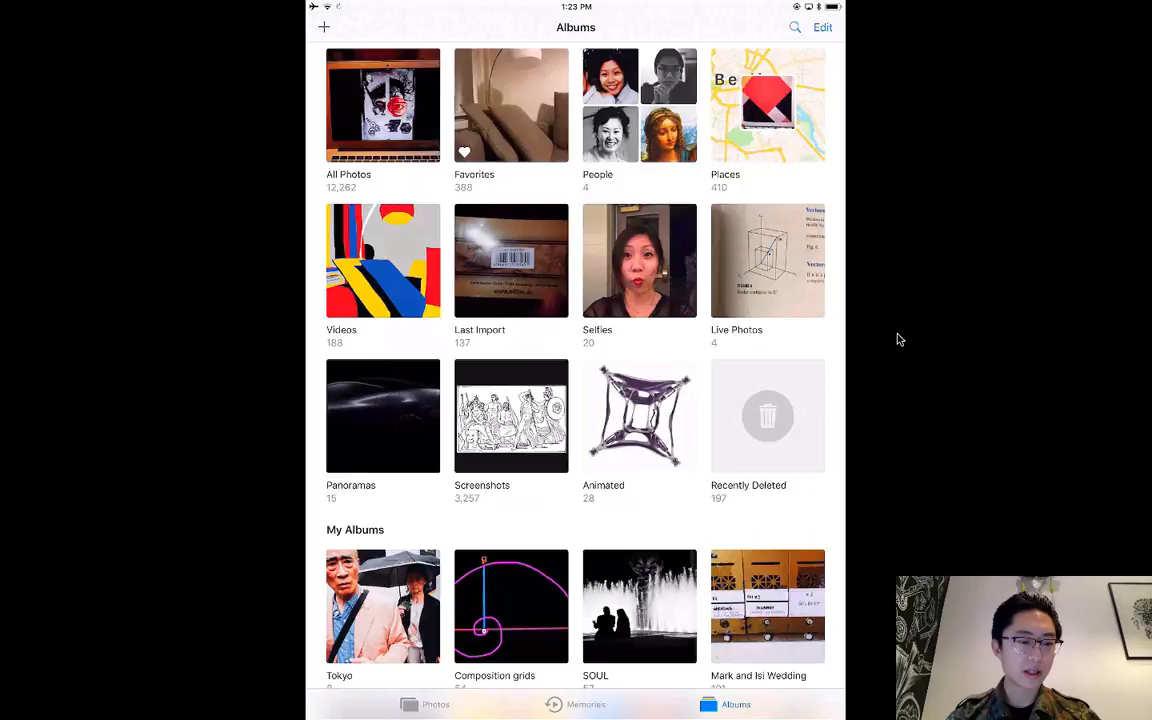 1:23 PM
Albums
Edit
Be
All Photos
12,262
Favorites
388
People
4
Places
410
Videos
188
Last Import
137
Selfies
20
Live Photos
4
Panoramas
15
Screenshots
3,257
Animated
28
Recently Deleted
197
My Albums
Tokyo
Composition grids
SOUL
Mark and Isi Wedding
Photos
Memories
Albums